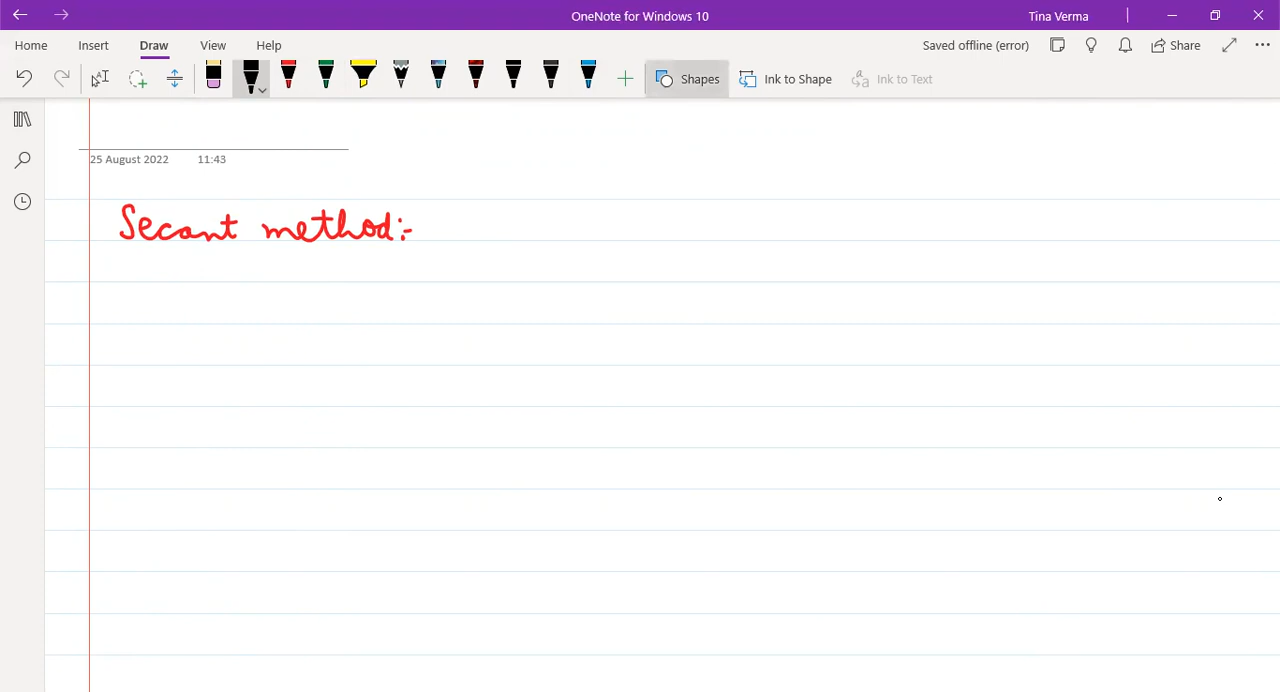 OneNote for Windows 10
Tina Verma
Home Insert Draw View Help
Saved offline (error)
Share
Shapes
Ink to Shape
Ink to Text
25 August 2022 11:43
Secant method:-